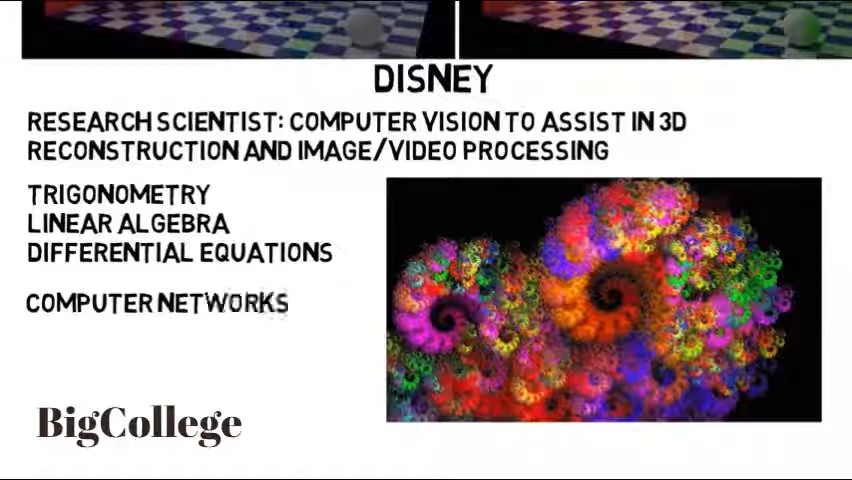 DISNEY
RESEARCH SCIENTIST: COMPUTER VISION TO ASSIST IN 3D
RECONSTRUCTION AND IMAGE/VIDEO PROCESSING
TRIGONOMETRY
LINEAR ALGEBRA
DIFFERENTIAL EQUATIONS
COMPUTER NETWORKS
BigCollege